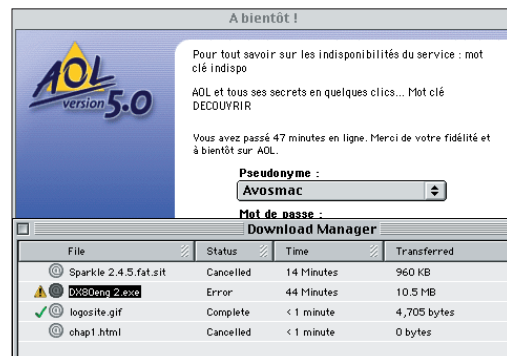 A bientôt !
AOL
version 5.0
Pour tout savoir sur les indisponibilités du service : mot
clé indispo
AOL et tous ses secrets en quelques clics... Mot clé
DECOUVRIR
Vous avez passé 47 minutes en ligne. Merci de votre fidélité et
à bientôt sur AOL.
Pseudonyme :
Avosmac
Mot de passe :
Download Manager
File Status Time Transferred
Sparkle 2.4.5.fat.sit Cancelled 14 Minutes 960 KB
DX80eng 2.exe Error 44 Minutes 10.5 MB
logosite.gif Complete < 1 minute 4,705 bytes
chap1.html Cancelled < 1 minute 0 bytes